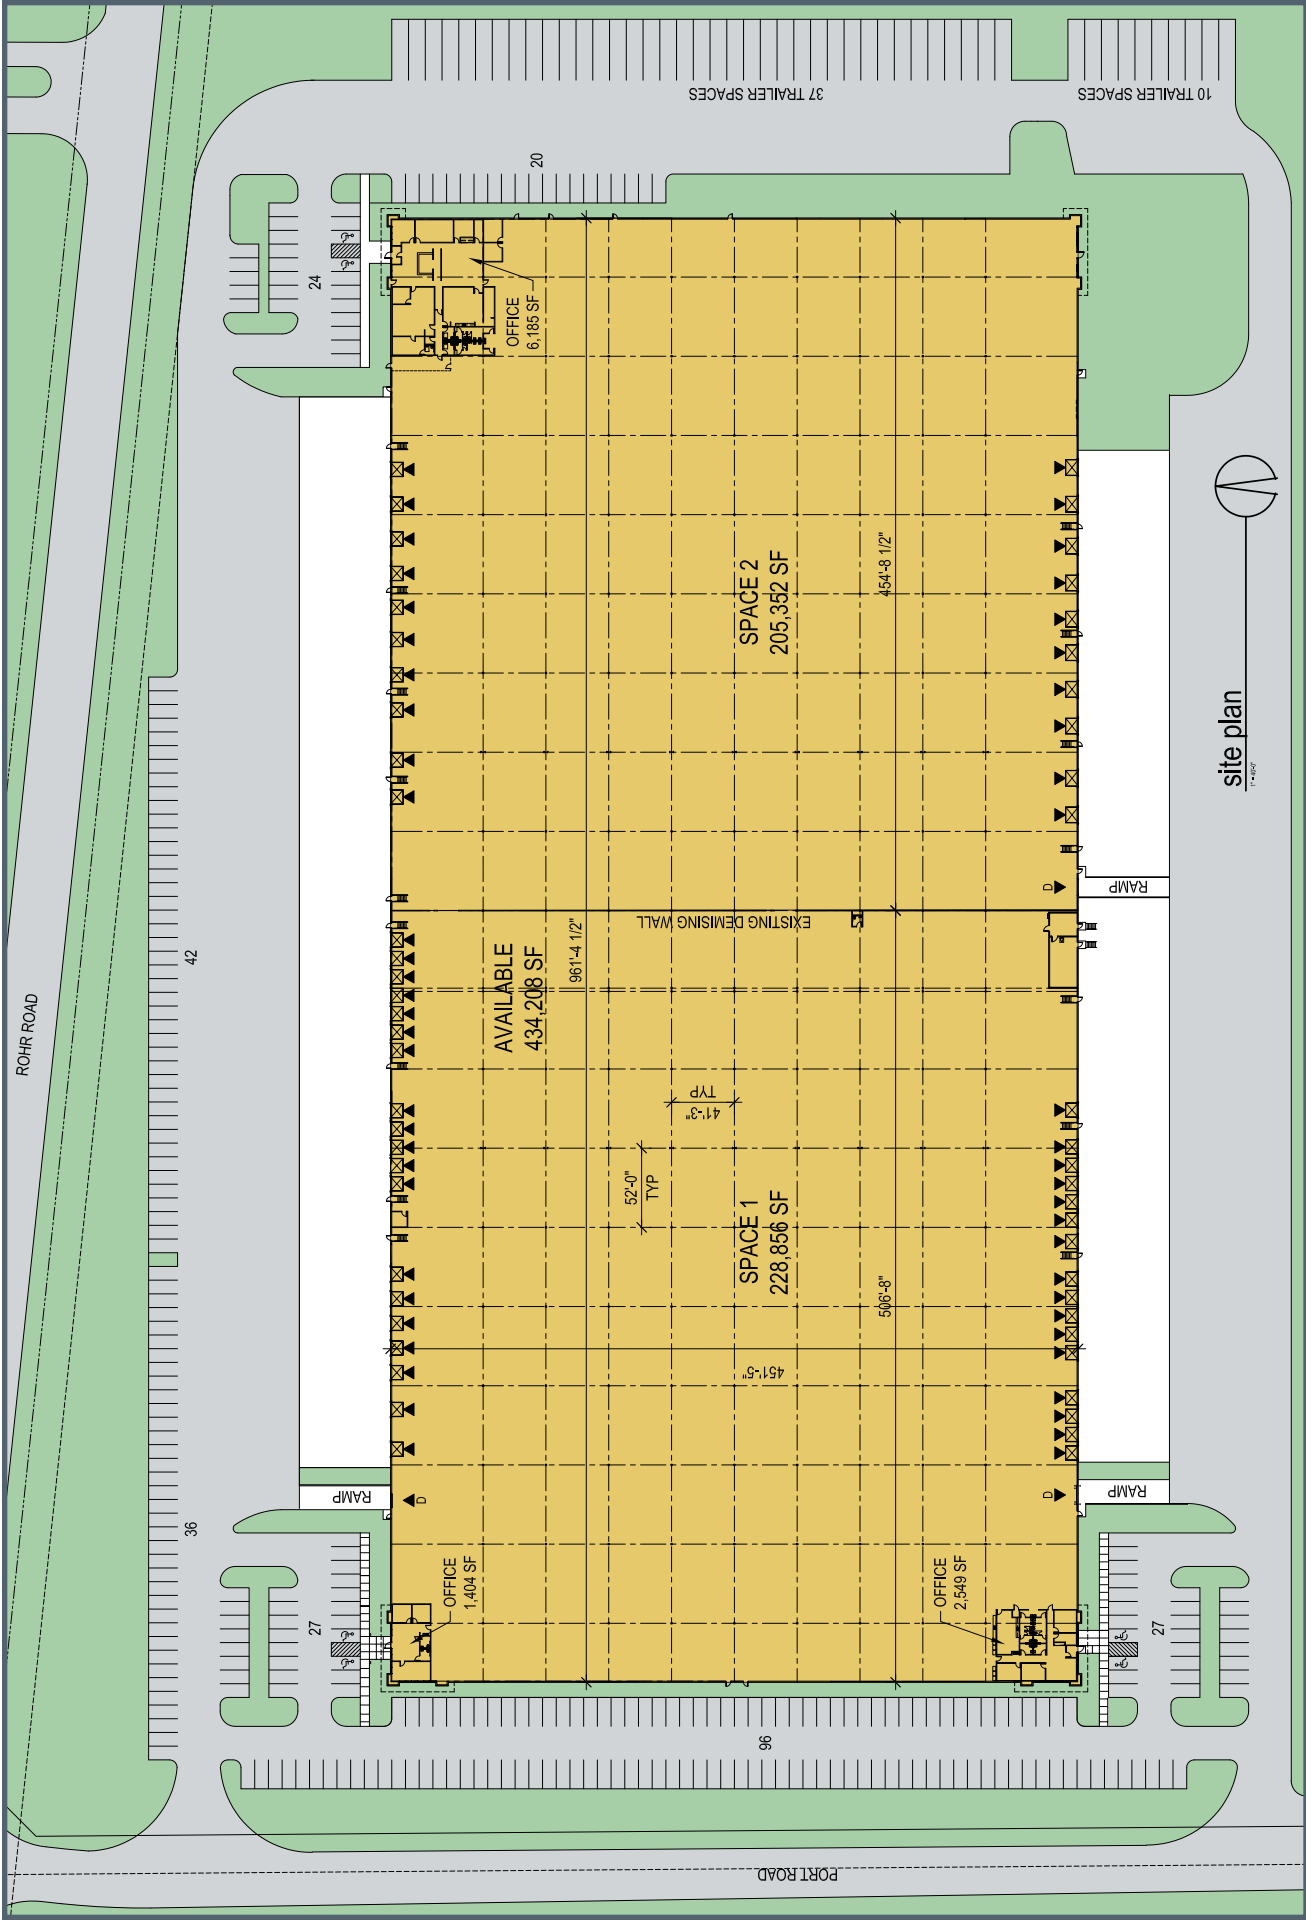 ROHR ROAD
37 TRAILER SPACES
10 TRAILER SPACES
20
24
OFFICE
6,185 SF
SPACE 2
205,352 SF
454'-8 1/2"
site plan
RAMP
D
EXISTING DEMISING WALL
961'-4 1/2"
AVAILABLE
434,208 SF
42
41'-3"
TYP
52'-0"
TYP
SPACE 1
228,856 SF
506'-8"
451'-5"
RAMP
D
D
RAMP
36
OFFICE
1,404 SF
OFFICE
2,549 SF
27
27
96
PORT ROAD